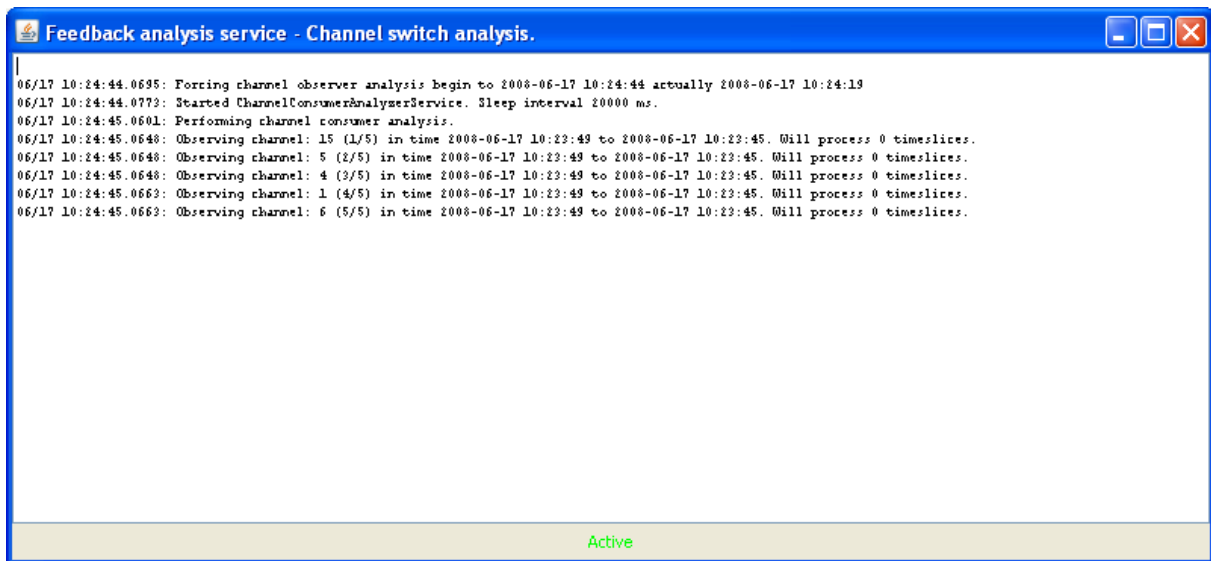 Feedback analysis service - Channel switch analysis.
06/17 10:24:44.0695: Forcing channel observer analysis begin to 2008-06-17 10:24:44 actually 2008-06-17 10:24:19
06/17 10:24:44.0773: Started ChannelConsumerAnalyzerService. Sleep interval 20000 ms.
06/17 10:24:45.0601: Performing channel consumer analysis.
06/17 10:24:45.0648: Observing channel: 15 (1/5) in time 2008-06-17 10:23:49 to 2008-06-17 10:23:45. Will process 0 timeslices.
06/17 10:24:45.0648: Observing channel: 5 (2/5) in time 2008-06-17 10:23:49 to 2008-06-17 10:23:45. Will process 0 timeslices.
06/17 10:24:45.0648: Observing channel: 4 (3/5) in time 2008-06-17 10:23:49 to 2008-06-17 10:23:45. Will process 0 timeslices.
06/17 10:24:45.0663: Observing channel: 1 (4/5) in time 2008-06-17 10:23:49 to 2008-06-17 10:23:45. Will process 0 timeslices.
06/17 10:24:45.0663: Observing channel: 6 (5/5) in time 2008-06-17 10:23:49 to 2008-06-17 10:23:45. Will process 0 timeslices.
Active